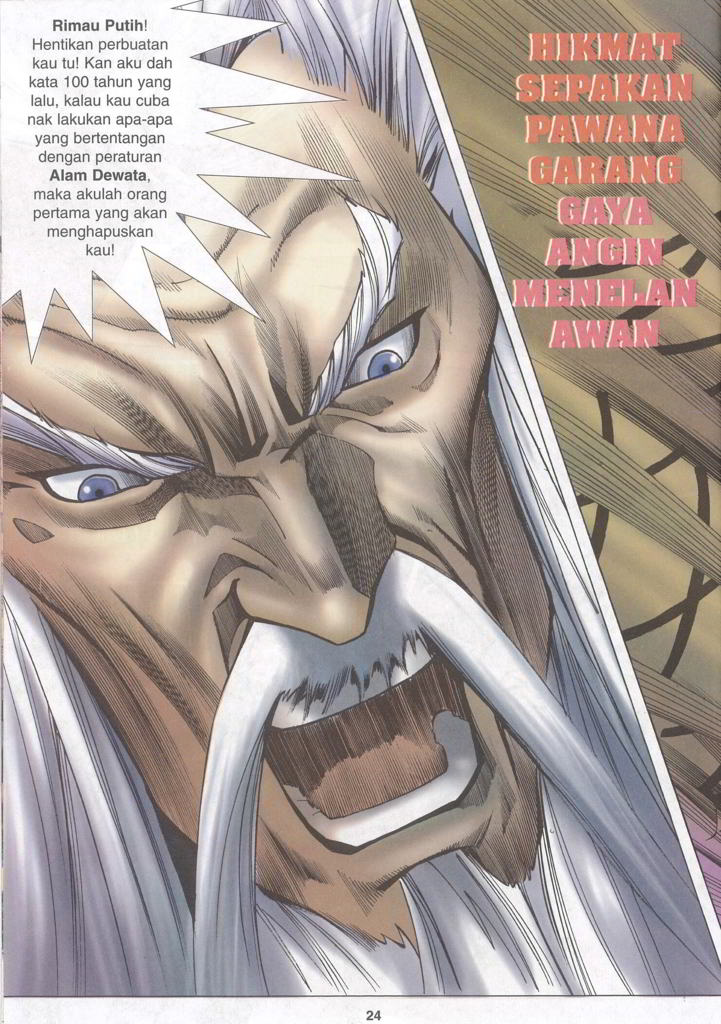 Rimau Putih!
Hentikan perbuatan
kau tu! Kan aku dah
kata 100 tahun yang
lalu, kalau kau cuba
nak lakukan apa-apa
yang bertentangan
dengan peraturan
Alam Dewata,
maka akulah orang
pertama yang akan
menghapuskan
kau!
HIKMAT
SEPAKAN
PAWANA
GARANG
GAYA
ANGIN
MENELAN
AWAN
24